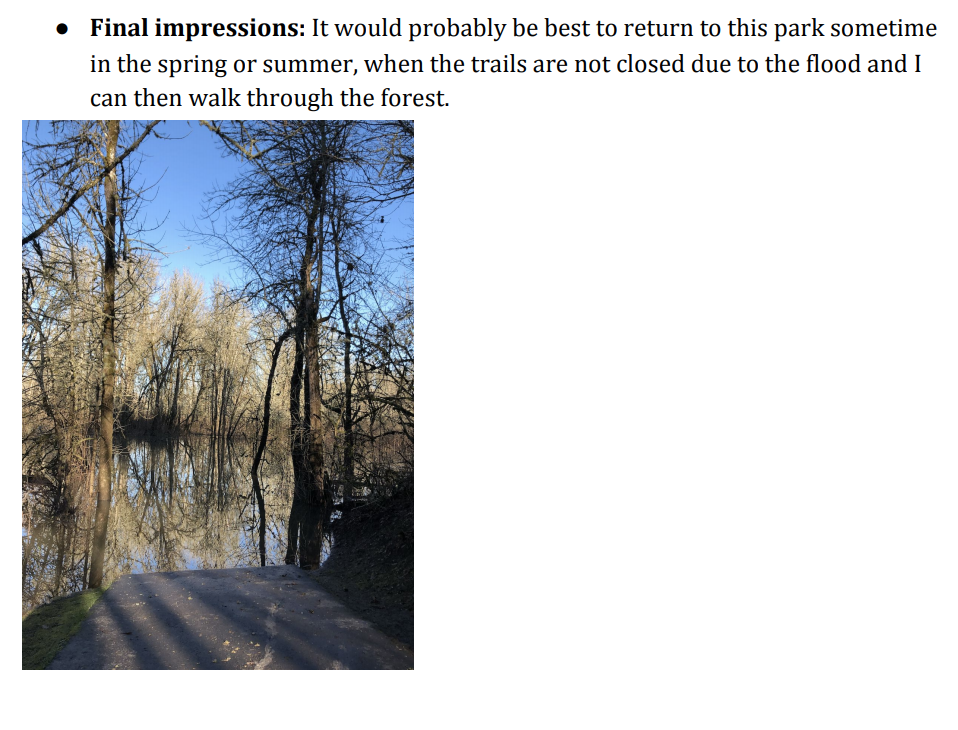 ● Final impressions: It would probably be best to return to this park sometime
in the spring or summer, when the trails are not closed due to the flood and I
can then walk through the forest.